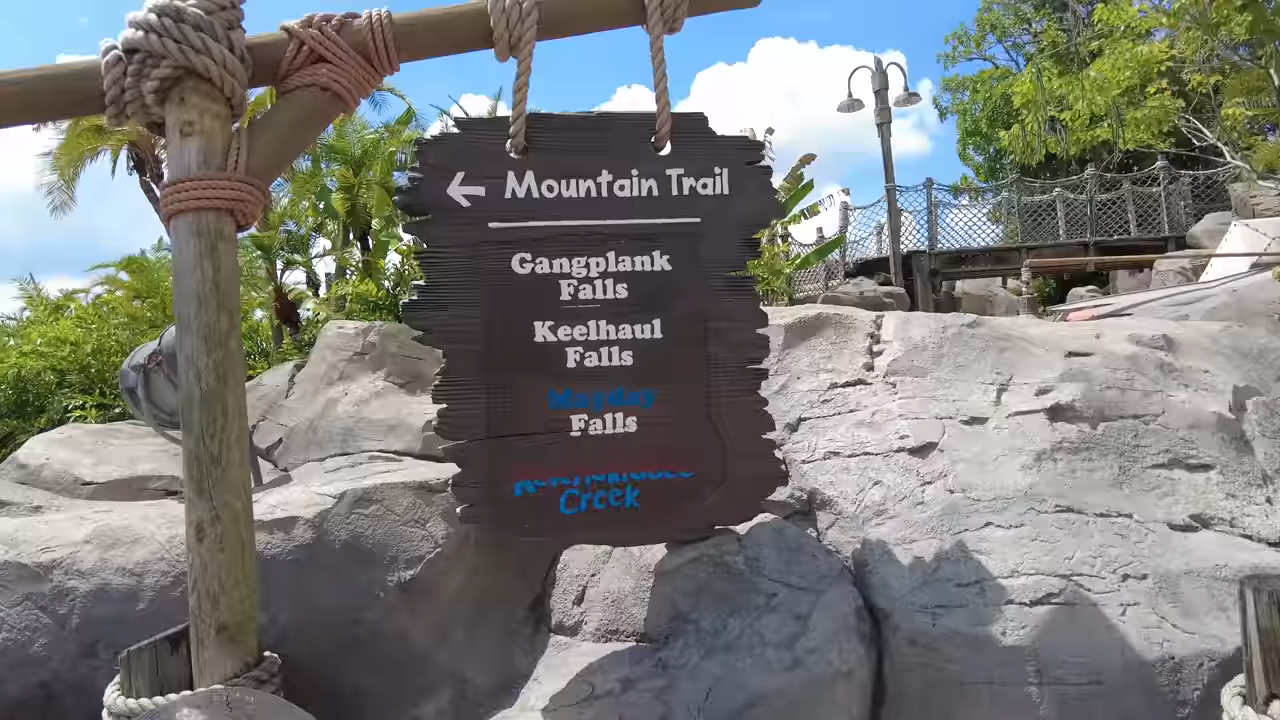 ← Mountain Trail
Gangplank
Falls
Keelhaul
Falls
Mayday
Falls
Creek